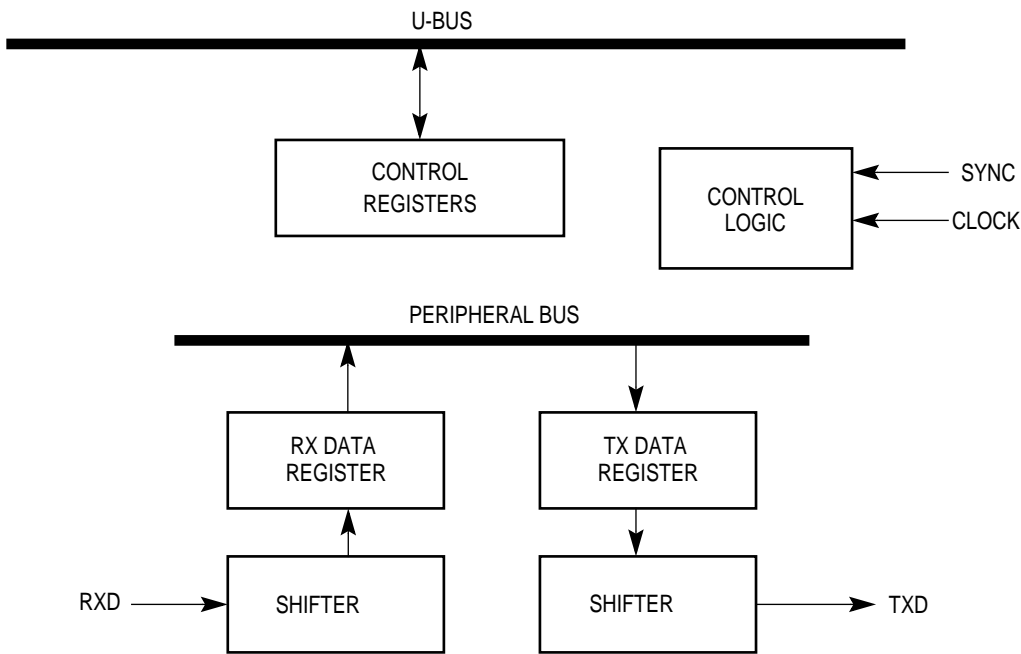 U-BUS
CONTROL
REGISTERS
CONTROL
LOGIC
SYNC
CLOCK
PERIPHERAL BUS
RX DATA
REGISTER
TX DATA
REGISTER
RXD
SHIFTER
SHIFTER
TXD